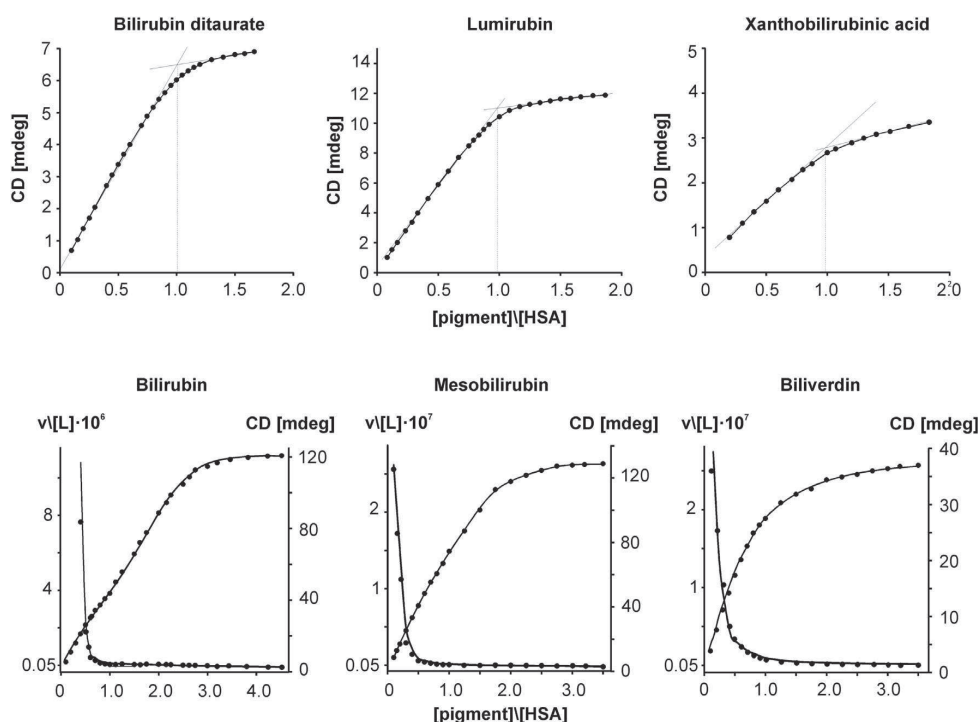 Bilirubin ditaurate
Lumirubin
Xanthobilirubinic acid
CD [mdeg]
7
6
5
4
3
2
1
0
0 0.5 1.0 1.5 2.0
CD [mdeg]
14
12
10
8
6
4
2
0
0 0.5 1.0 1.5 2.0
CD [mdeg]
5
4
3
2
1
0
0 0.5 1.0 1.5 2.0
[pigment]\[HSA]
Bilirubin
Mesobilirubin
Biliverdin
v\[L]·10⁶ CD [mdeg]
8
4
0.05
120
80
40
0
0 1.0 2.0 3.0 4.0
v\[L]·10⁷ CD [mdeg]
2
1
0.05
120
80
40
0
0 1.0 2.0 3.0
v\[L]·10⁷ CD [mdeg]
2
1
0.05
40
30
20
10
0
0 1.0 2.0 3.0
[pigment]\[HSA]